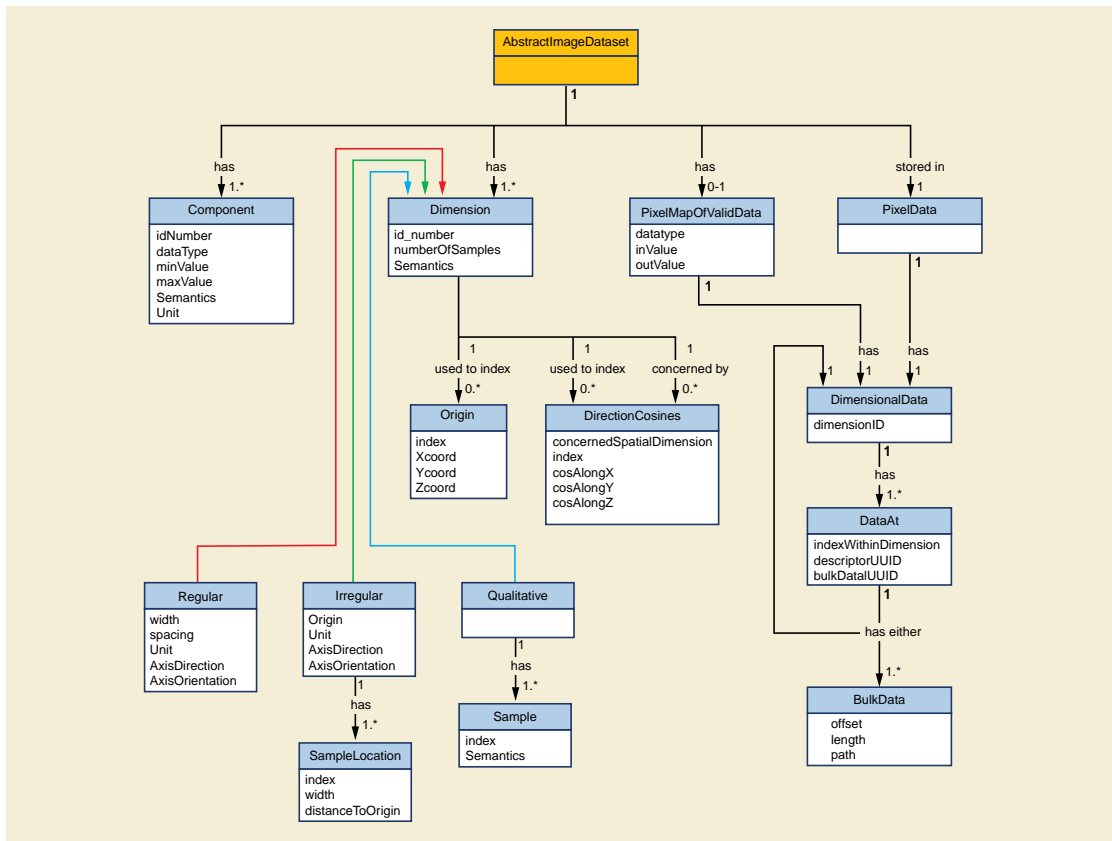 AbstractImageDataset
1
has
1.*
has
1.*
has
0-1
stored in
1
Component
idNumber
dataType
minValue
maxValue
Semantics
Unit
Dimension
id_number
numberOfSamples
Semantics
PixelMapOfValidData
datatype
inValue
outValue
PixelData
1
1
1
used to index
0.*
1
used to index
0.*
1
concerned by
0.*
1
has
1
has
1
Origin
index
Xcoord
Ycoord
Zcoord
DirectionCosines
concernedSpatialDimension
index
cosAlongX
cosAlongY
cosAlongZ
DimensionalData
dimensionID
1
has
1.*
DataAt
indexWithinDimension
descriptorUUID
bulkDatalUUID
1
has either
1.*
BulkData
offset
length
path
Regular
width
spacing
Unit
AxisDirection
AxisOrientation
Irregular
Origin
Unit
AxisDirection
AxisOrientation
1
has
1.*
SampleLocation
index
width
distanceToOrigin
Qualitative
1
has
1.*
Sample
index
Semantics